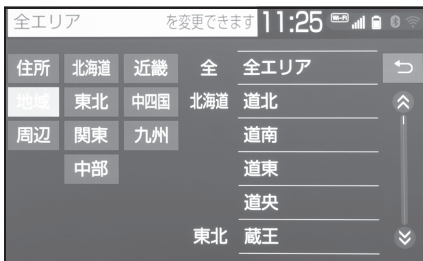 全エリア を変更できます 11:25 Wi-Fi
住所 北海道 近畿 全 全エリア
地域 東北 中四国 北海道 道北
周辺 関東 九州 道南
中部 道東
道央
東北 蔵王